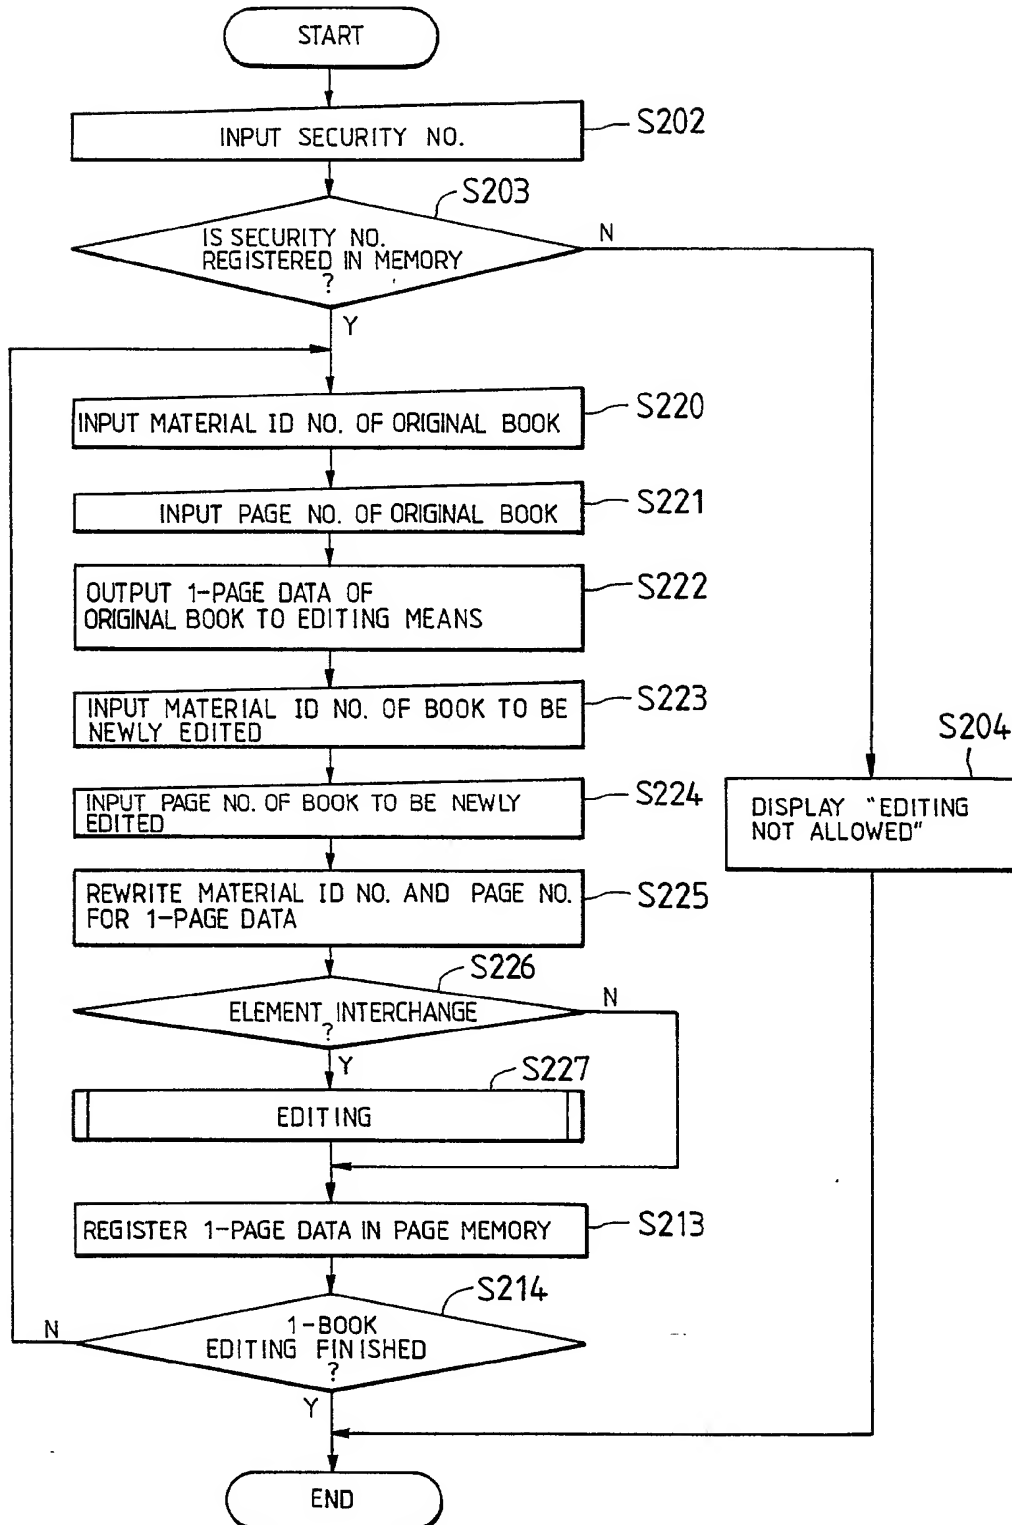 START
INPUT SECURITY NO.
S202
S203
IS SECURITY NO.
REGISTERED IN MEMORY
?
N
Y
INPUT MATERIAL ID NO. OF ORIGINAL BOOK
S220
INPUT PAGE NO. OF ORIGINAL BOOK
S221
OUTPUT 1-PAGE DATA OF
ORIGINAL BOOK TO EDITING MEANS
S222
INPUT MATERIAL ID NO. OF BOOK TO BE
NEWLY EDITED
S223
INPUT PAGE NO. OF BOOK TO BE NEWLY
EDITED
S224
S204
DISPLAY "EDITING
NOT ALLOWED"
REWRITE MATERIAL ID NO. AND PAGE NO.
FOR 1-PAGE DATA
S225
S226
ELEMENT INTERCHANGE
?
N
Y
S227
EDITING
REGISTER 1-PAGE DATA IN PAGE MEMORY
S213
S214
1-BOOK
EDITING FINISHED
?
N
Y
END